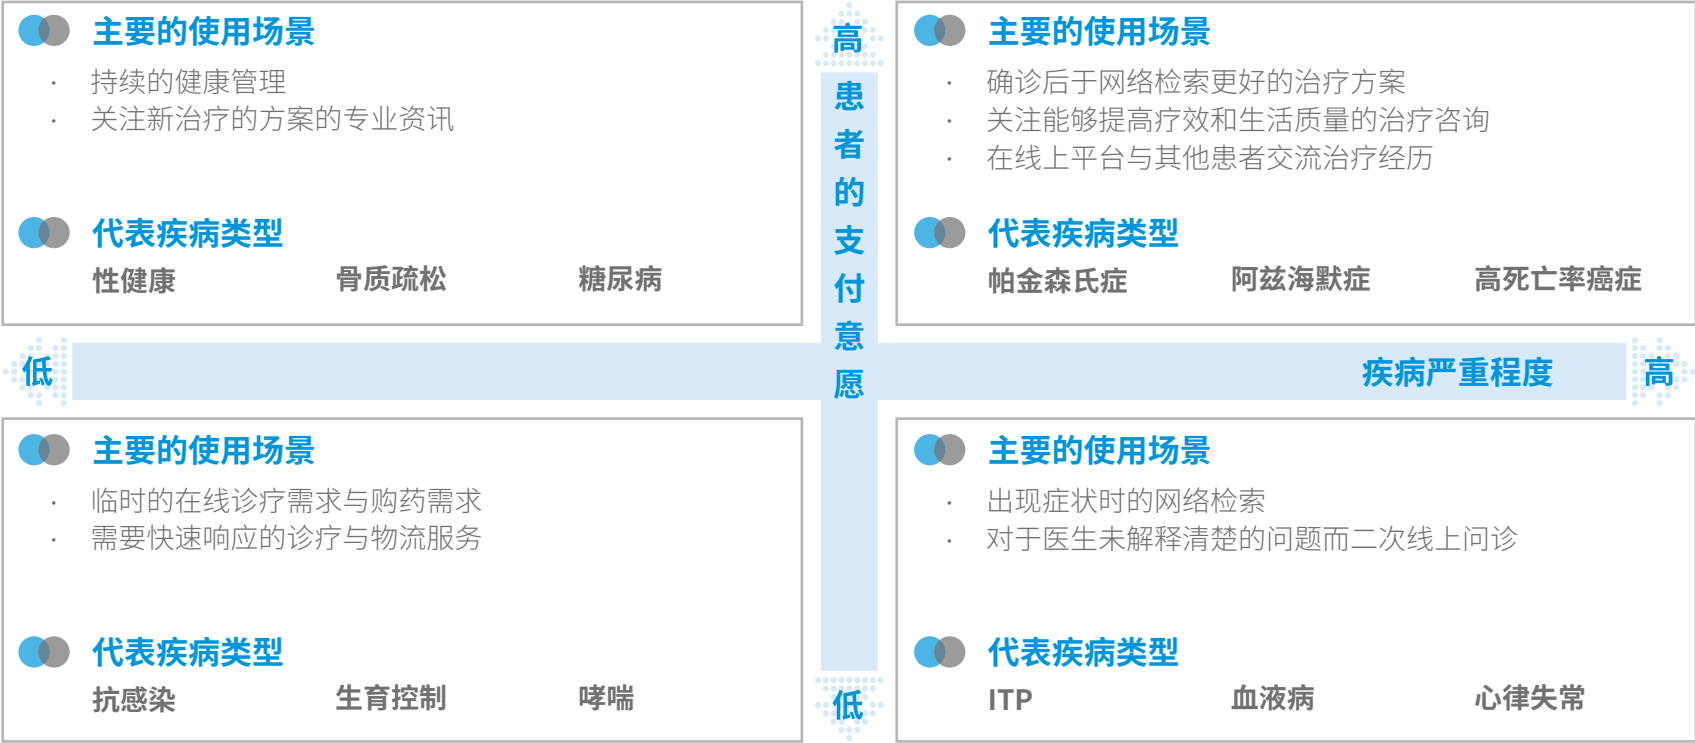 主要的使用场景
· 持续的健康管理
· 关注新治疗的方案的专业资讯
代表疾病类型
性健康 骨质疏松 糖尿病
高
患者的支付意愿
低
主要的使用场景
· 确诊后于网络检索更好的治疗方案
· 关注能够提高疗效和生活质量的治疗咨询
· 在线上平台与其他患者交流治疗经历
代表疾病类型
帕金森氏症 阿兹海默症 高死亡率癌症
低 疾病严重程度 高
主要的使用场景
· 临时的在线诊疗需求与购药需求
· 需要快速响应的诊疗与物流服务
代表疾病类型
抗感染 生育控制 哮喘
主要的使用场景
· 出现症状时的网络检索
· 对于医生未解释清楚的问题而二次线上问诊
代表疾病类型
ITP 血液病 心律失常